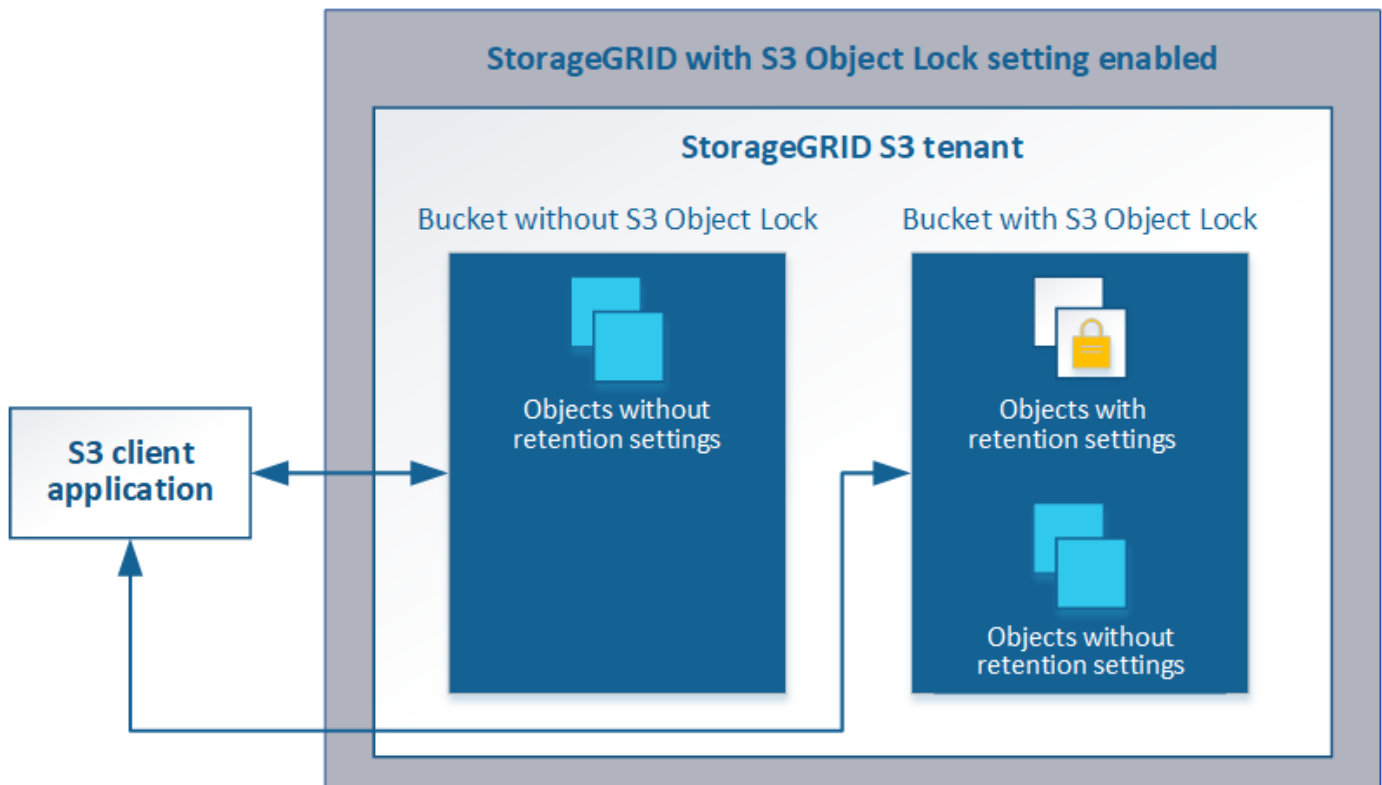 StorageGRID with S3 Object Lock setting enabled
StorageGRID S3 tenant
Bucket without S3 Object Lock
Bucket with S3 Object Lock
Objects without
retention settings
Objects with
retention settings
S3 client
application
Objects without
retention settings